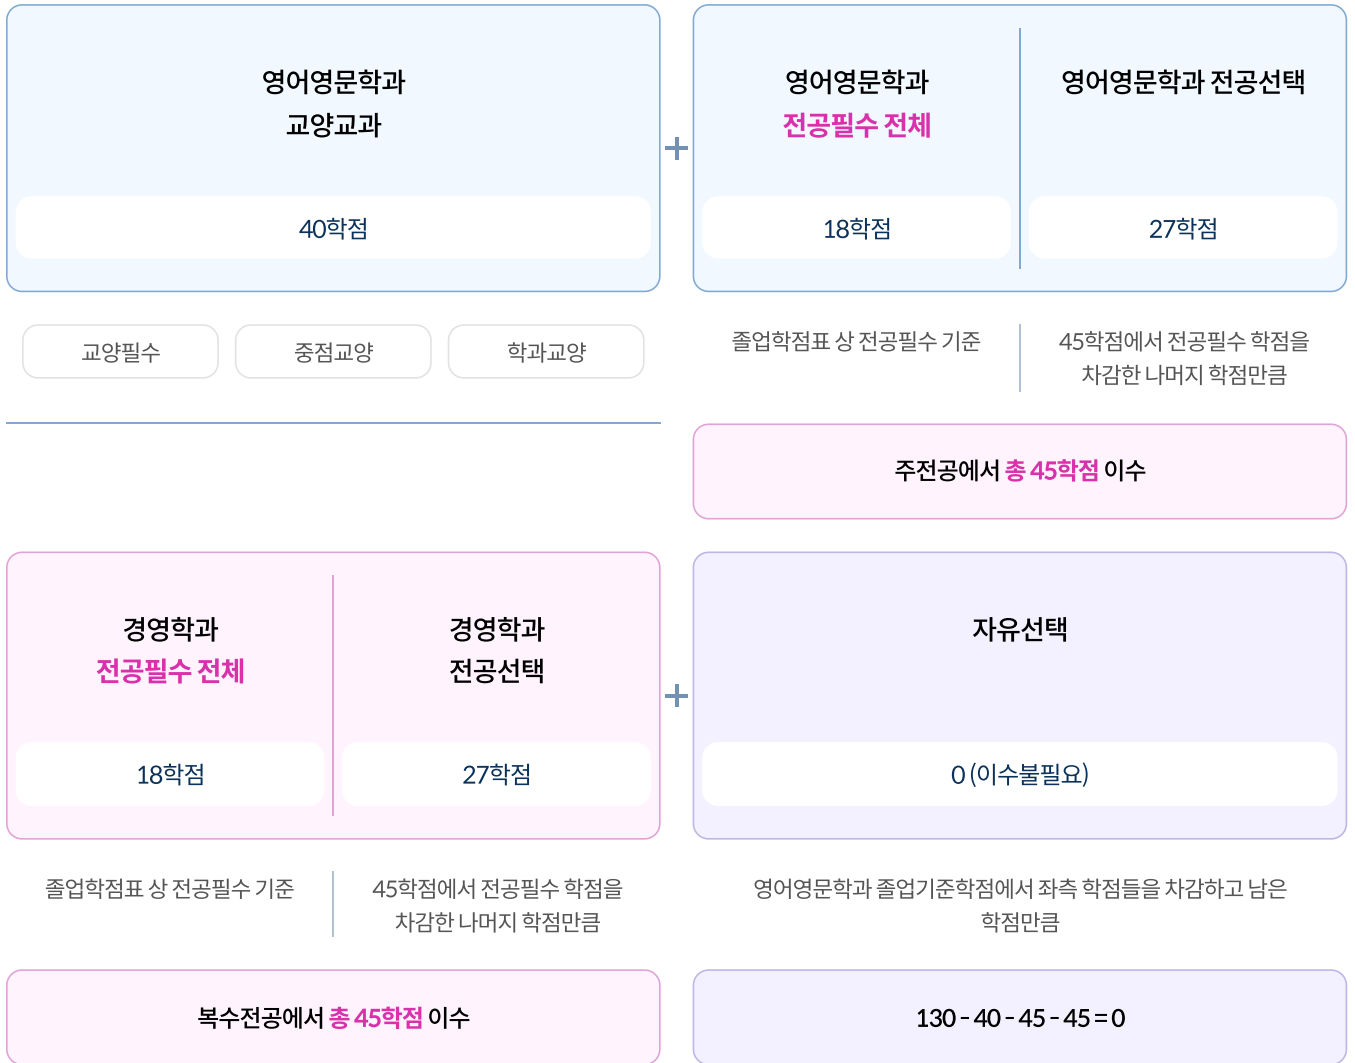 영어영문학과
교양교과
40학점
교양필수
중점교양
학과교양
+
영어영문학과
전공필수 전체
18학점
졸업학점표 상 전공필수 기준
영어영문학과 전공선택
27학점
45학점에서 전공필수 학점을
차감한 나머지 학점만큼
주전공에서 총 45학점 이수
경영학과
전공필수 전체
18학점
졸업학점표 상 전공필수 기준
경영학과
전공선택
27학점
45학점에서 전공필수 학점을
차감한 나머지 학점만큼
복수전공에서 총 45학점 이수
+
자유선택
0 (이수불필요)
영어영문학과 졸업기준학점에서 좌측 학점들을 차감하고 남은
학점만큼
130 - 40 - 45 - 45 = 0